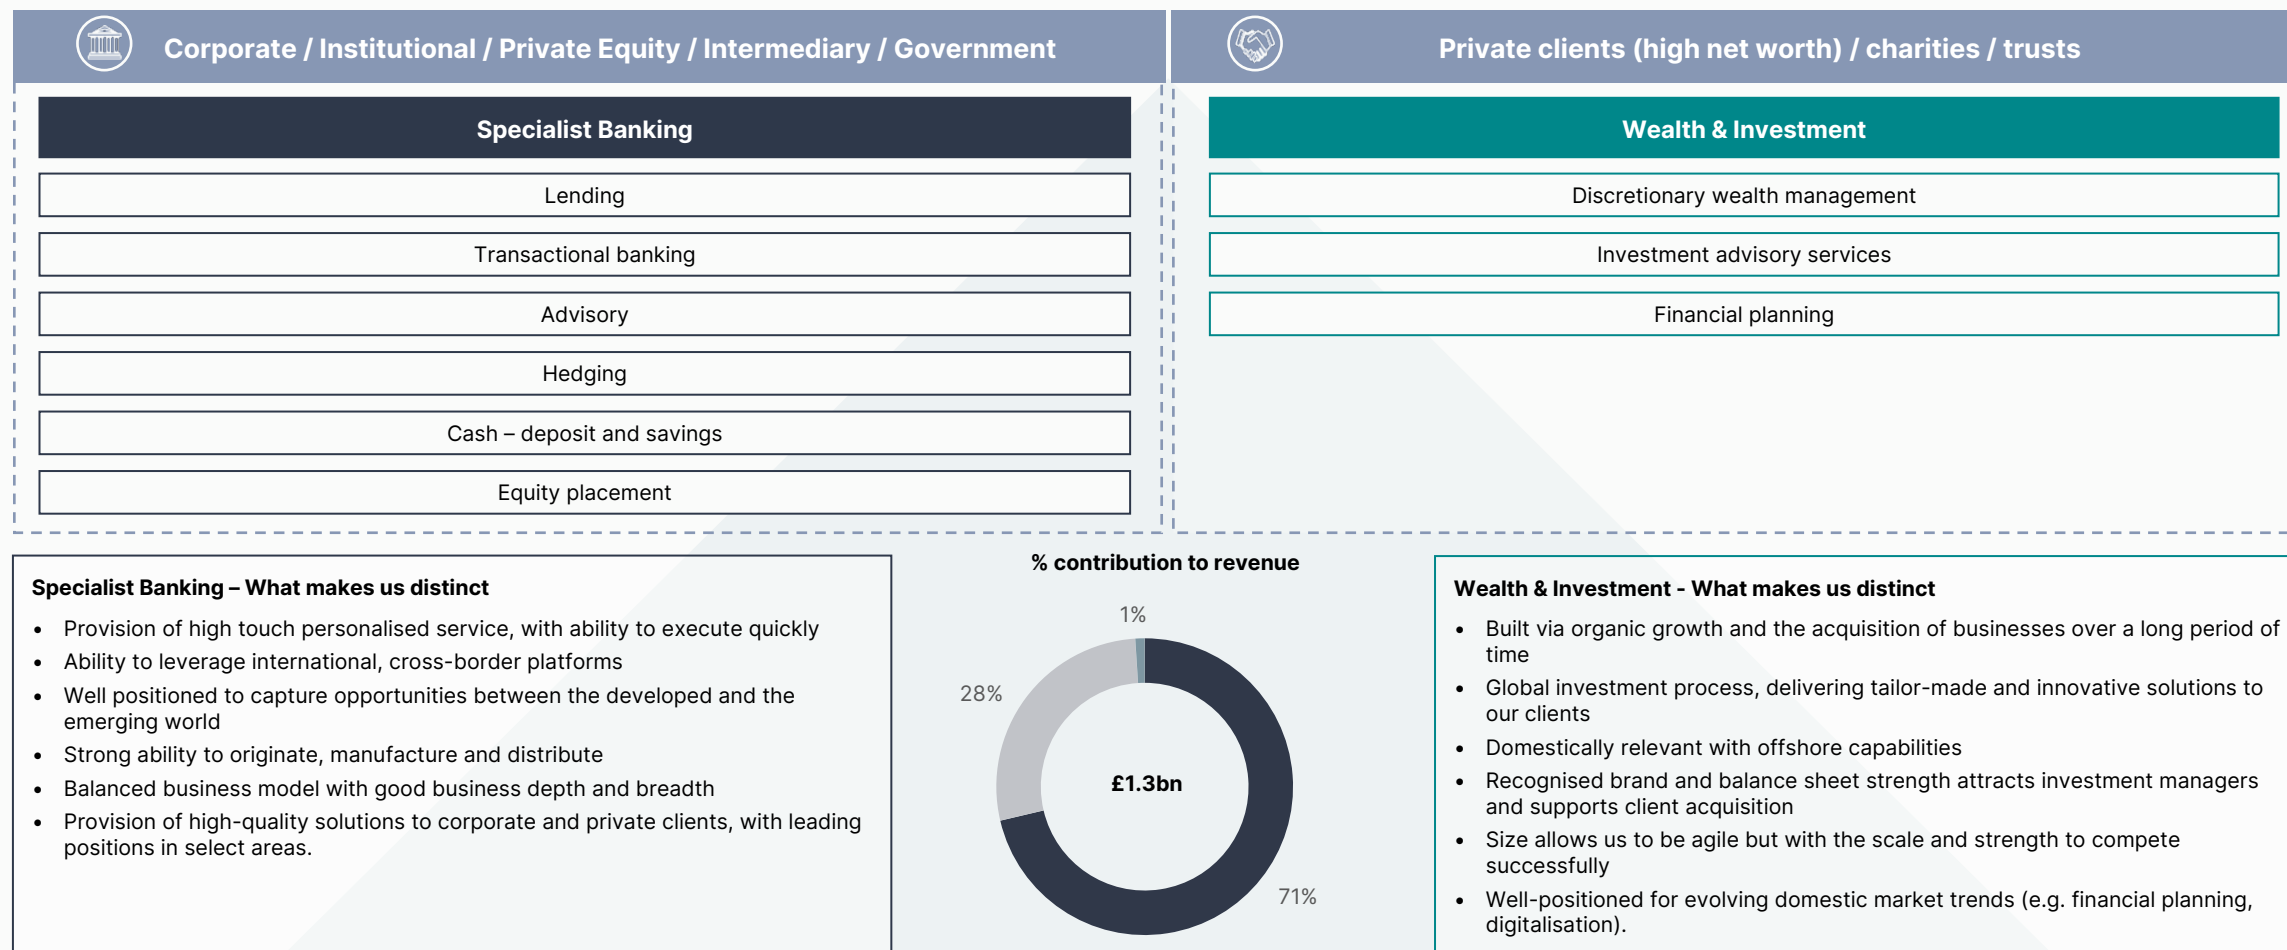 Corporate / Institutional / Private Equity / Intermediary / Government
Private clients (high net worth) / charities / trusts
Specialist Banking
Lending
Transactional banking
Advisory
Hedging
Cash – deposit and savings
Equity placement
Wealth & Investment
Discretionary wealth management
Investment advisory services
Financial planning
Specialist Banking – What makes us distinct
• Provision of high touch personalised service, with ability to execute quickly
• Ability to leverage international, cross-border platforms
• Well positioned to capture opportunities between the developed and the
emerging world
• Strong ability to originate, manufacture and distribute
• Balanced business model with good business depth and breadth
• Provision of high-quality solutions to corporate and private clients, with leading
positions in select areas.
% contribution to revenue
1%
28%
£1.3bn
71%
Wealth & Investment - What makes us distinct
• Built via organic growth and the acquisition of businesses over a long period of
time
• Global investment process, delivering tailor-made and innovative solutions to
our clients
• Domestically relevant with offshore capabilities
• Recognised brand and balance sheet strength attracts investment managers
and supports client acquisition
• Size allows us to be agile but with the scale and strength to compete
successfully
• Well-positioned for evolving domestic market trends (e.g. financial planning,
digitalisation).